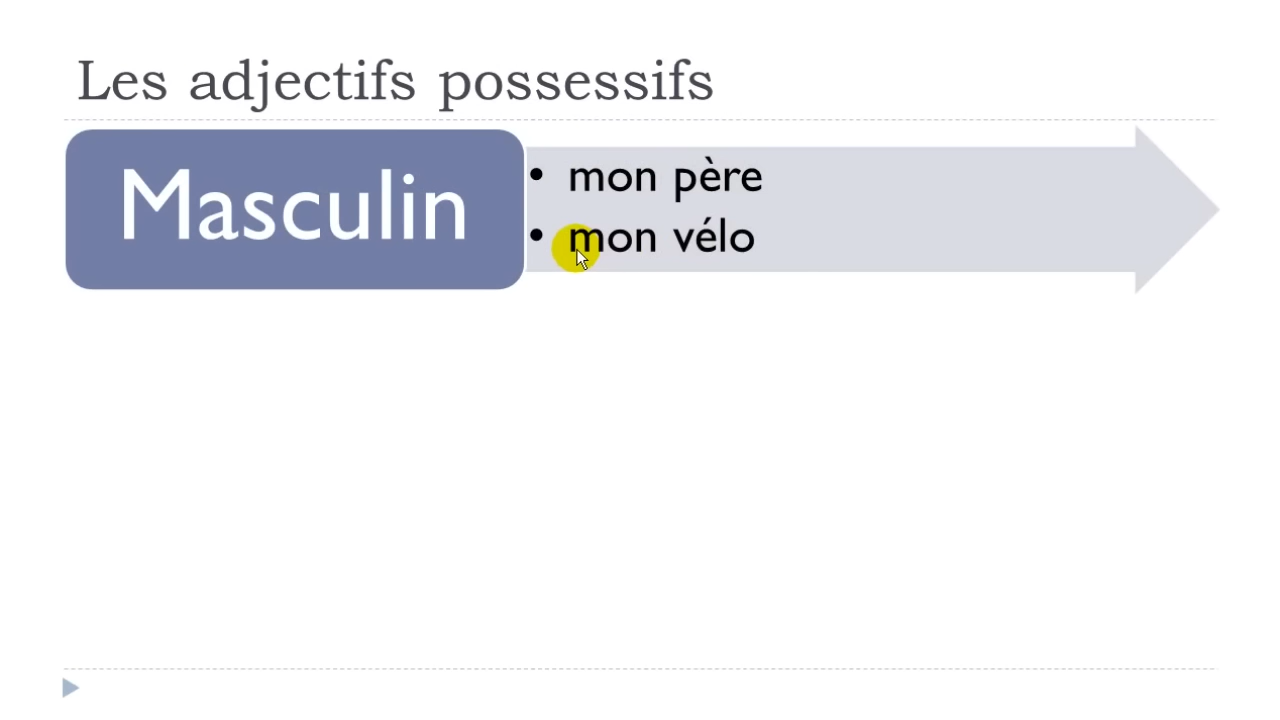 Les adjectifs possessifs
Masculin
• mon père
• mon vélo